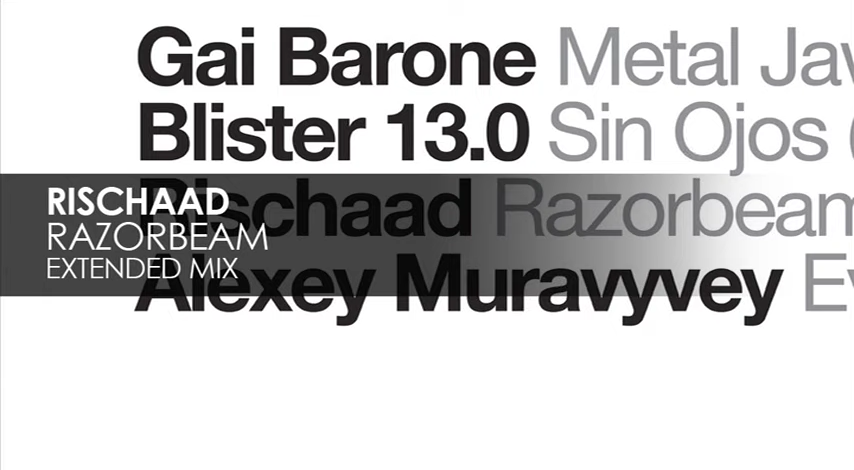 Gai Barone Metal
Blister 13.0 Sin Ojos
Rischaad Razorbeam
Alexey Muravyvey
RISCHAAD
RAZORBEAM
EXTENDED MIX